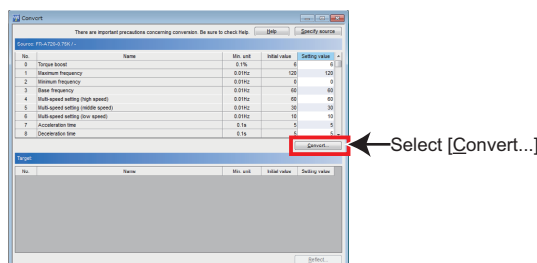 Convert
There are important precautions concerning conversion. Be sure to check Help. Help Specify source
Source: FR-A720-0.75K / -
No. Name Min. unit Initial value Setting value
0 Torque boost 0.1% 6 6
1 Maximum frequency 0.01Hz 120 120
2 Minimum frequency 0.01Hz 0 0
3 Base frequency 0.01Hz 60 60
4 Multi-speed setting (high speed) 0.01Hz 60 60
5 Multi-speed setting (middle speed) 0.01Hz 30 30
6 Multi-speed setting (low speed) 0.01Hz 10 10
7 Acceleration time 0.1s 5 5
8 Deceleration time 0.1s 5 5
Convert...
Select [Convert...]
Target:
No. Name Min. unit Initial value Setting value
Reflect...